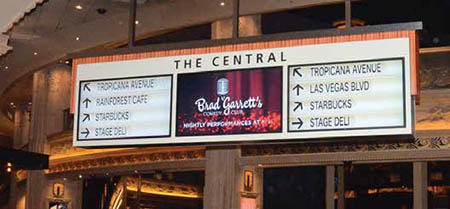 THE CENTRAL
TROPICANA AVENUE
RAINFOREST CAFE
STARBUCKS
STAGE DELI
Brad Garrett's
COMEDY CLUB
NIGHTLY PERFORMANCES AT
TROPICANA AVENUE
LAS VEGAS BLVD
STARBUCKS
STAGE DELI